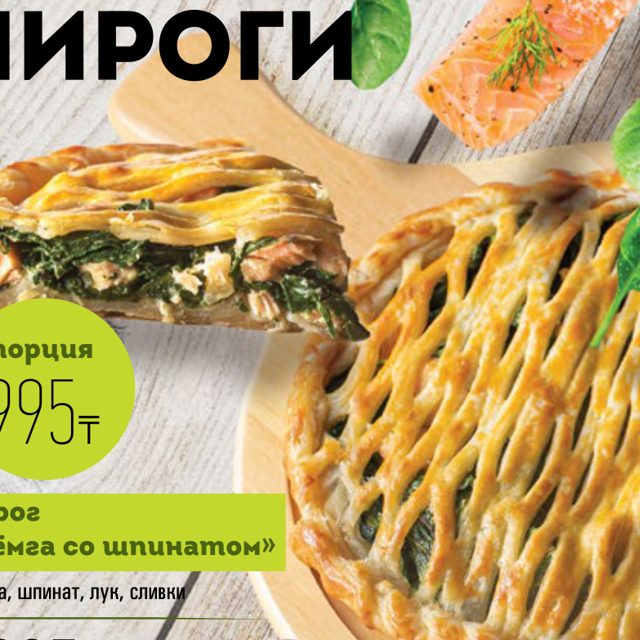 ПИРОГИ
порция
995₸
рог
ёмга со шпинатом»
а, шпинат, лук, сливки